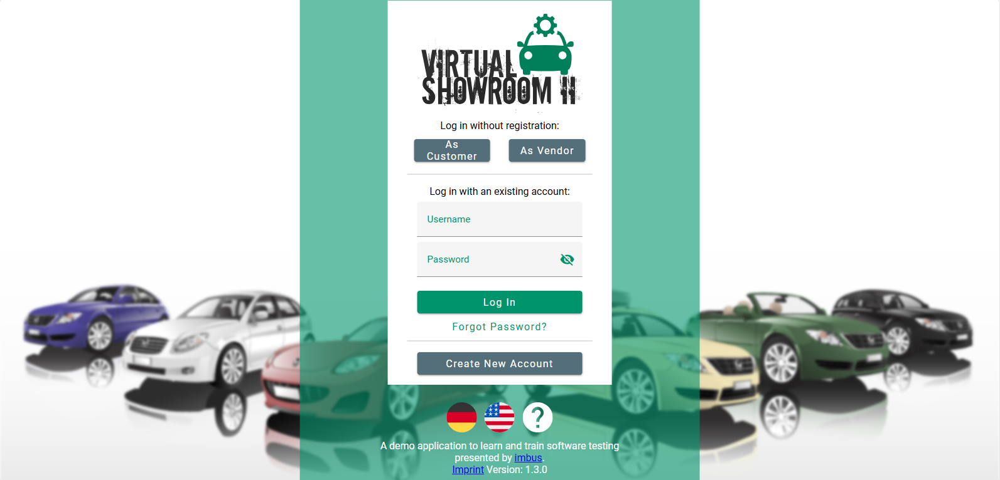 VIRTUAL
SHOWROOM II
Log in without registration:
As
Customer
As Vendor
Log in with an existing account:
Username
Password
Log In
Forgot Password?
Create New Account
?
A demo application to learn and train software testing
presented by imbus.
Imprint Version: 1.3.0